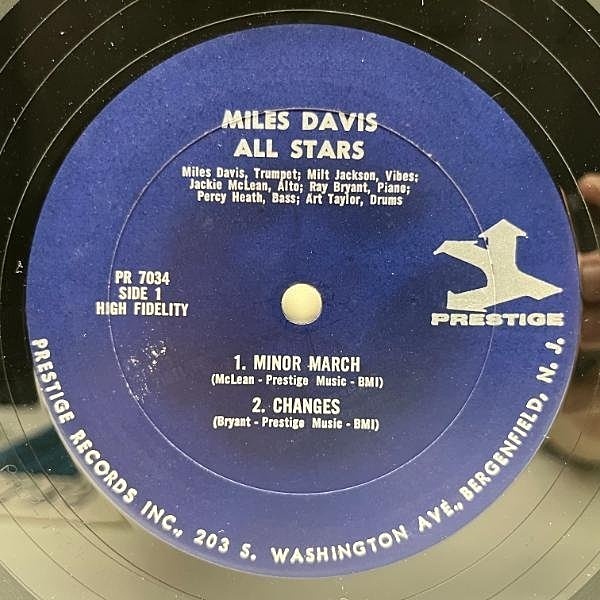 MILES DAVIS
ALL STARS
Miles Davis, Trumpet; Milt Jackson, Vibes;
Jackie McLean, Alto; Ray Bryant, Piano;
Percy Heath, Bass; Art Taylor, Drums
PR 7034
SIDE 1
HIGH FIDELITY
PRESTIGE
1. MINOR MARCH
(McLean - Prestige Music - BMI)
2. CHANGES
(Bryant - Prestige Music - BMI)
PRESTIGE RECORDS INC., 203 S. WASHINGTON AVE., BERGENFIELD, N. J.